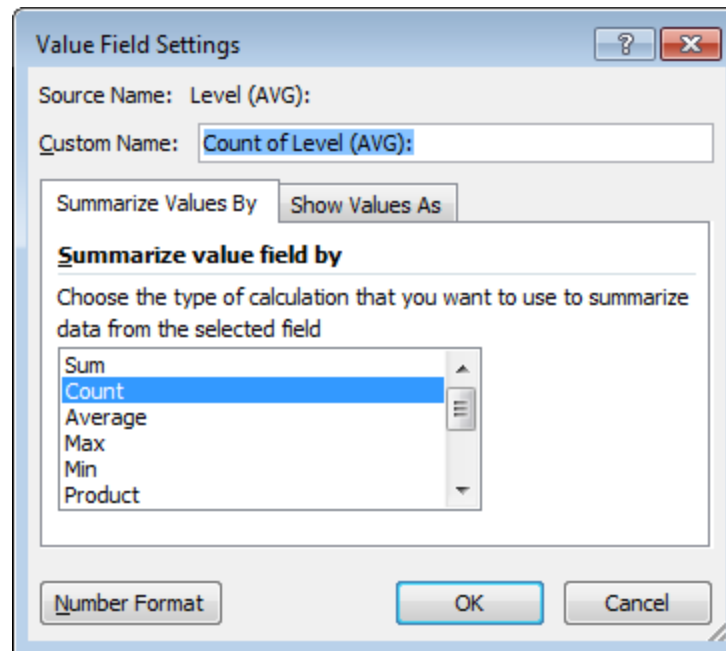 Value Field Settings
Source Name: Level (AVG):
Custom Name: Count of Level (AVG):
Summarize Values By Show Values As
Summarize value field by
Choose the type of calculation that you want to use to summarize
data from the selected field
Sum
Count
Average
Max
Min
Product
Number Format OK Cancel